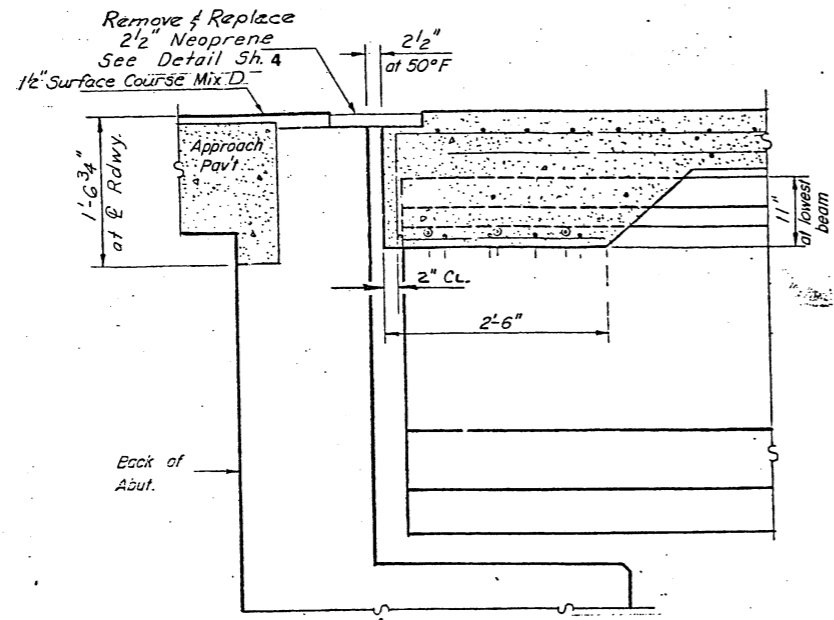 Remove & Replace
2½" Neoprene
See Detail Sh. 4
1½" Surface Course Mix D
2½"
at 50°F
Approach
Pav't
1'-6¾"
at ℄ Rdwy.
11"
at lowest
beam
2" CL.
2'-6"
Back of
Abut.